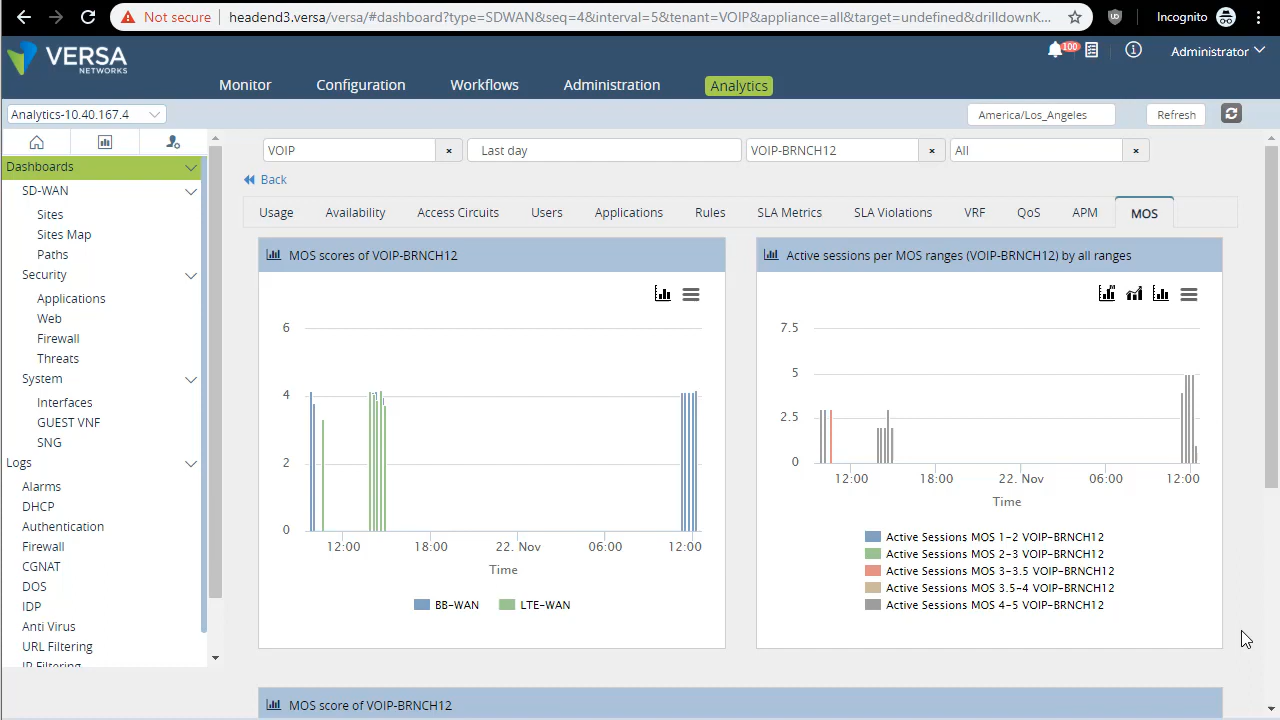 Not secure
headend3.versa/versa/#dashboard?type=SDWAN&seq=4&interval=5&tenant=VOIP&appliance=all&target=undefined&drilldownK...
Incognito
VERSA
NETWORKS
100
Administrator
Monitor
Configuration
Workflows
Administration
Analytics
Analytics-10.40.167.4
America/Los_Angeles
Refresh
Dashboards
SD-WAN
Sites
Sites Map
Paths
Security
Applications
Web
Firewall
Threats
System
Interfaces
GUEST VNF
SNG
Logs
Alarms
DHCP
Authentication
Firewall
CGNAT
DOS
IDP
Anti Virus
URL Filtering
IP Filtering
VOIP
Last day
VOIP-BRNCH12
All
Back
Usage
Availability
Access Circuits
Users
Applications
Rules
SLA Metrics
SLA Violations
VRF
QoS
APM
MOS
MOS scores of VOIP-BRNCH12
6
4
2
0
12:00 18:00 22. Nov 06:00 12:00
Time
BB-WAN LTE-WAN
Active sessions per MOS ranges (VOIP-BRNCH12) by all ranges
7.5
5
2.5
0
12:00 18:00 22. Nov 06:00 12:00
Time
Active Sessions MOS 1-2 VOIP-BRNCH12
Active Sessions MOS 2-3 VOIP-BRNCH12
Active Sessions MOS 3-3.5 VOIP-BRNCH12
Active Sessions MOS 3.5-4 VOIP-BRNCH12
Active Sessions MOS 4-5 VOIP-BRNCH12
MOS score of VOIP-BRNCH12